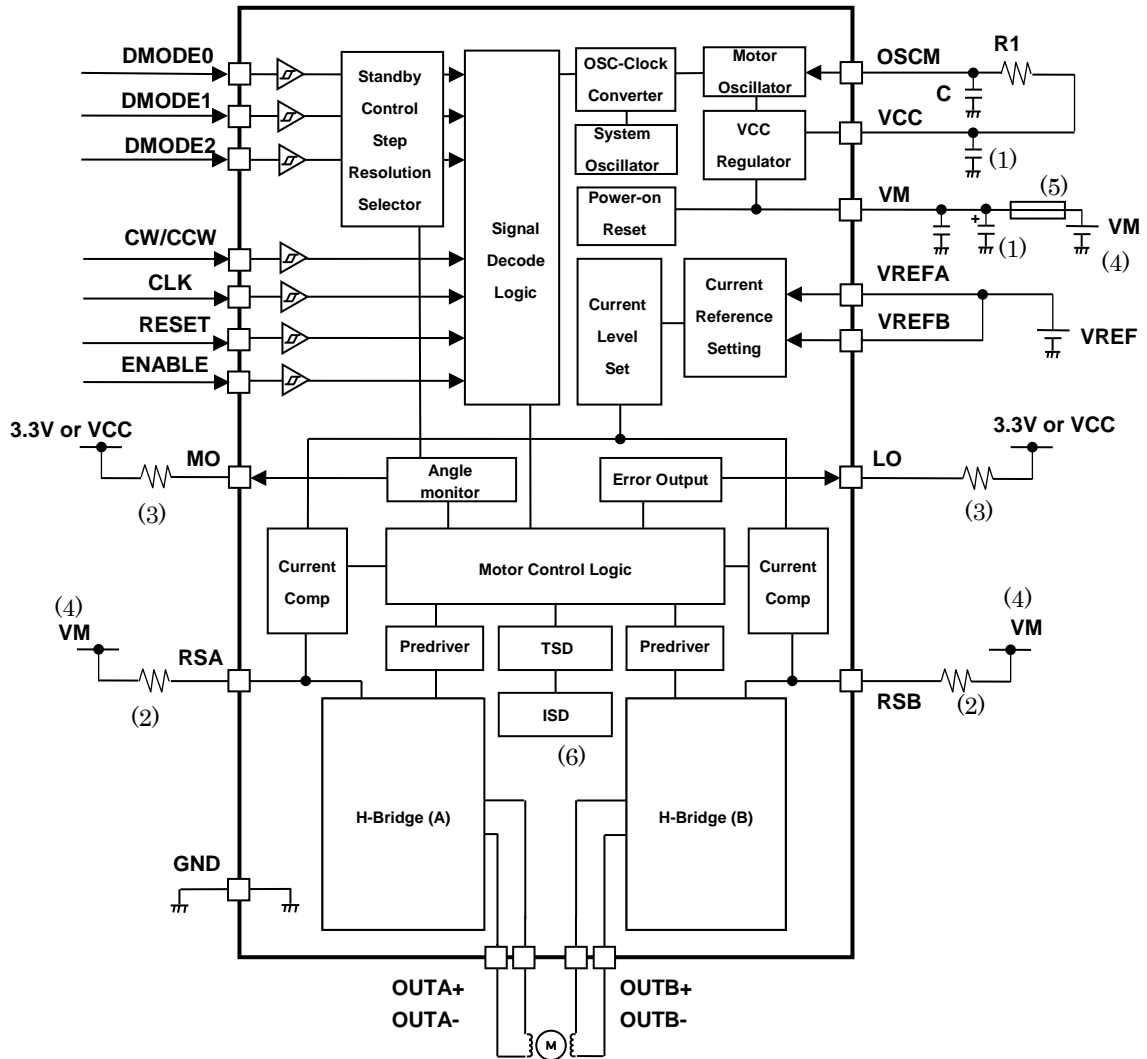 DMODE0
DMODE1
DMODE2
CW/CCW
CLK
RESET
ENABLE
3.3V or VCC
MO
(3)
(4)
VM
RSA
(2)
GND
Standby
Control
Step
Resolution
Selector
Signal
Decode
Logic
OSC-Clock
Converter
System
Oscillator
Motor
Oscillator
VCC
Regulator
Power-on
Reset
Current
Level
Set
Current
Reference
Setting
Angle
monitor
Error Output
Current
Comp
Motor Control Logic
Current
Comp
Predriver
TSD
Predriver
ISD
(6)
H-Bridge (A)
H-Bridge (B)
OSCM
R1
C
VCC
(1)
(5)
VM
+
(1)
VM
(4)
VREFA
VREFB
VREF
3.3V or VCC
LO
(3)
(4)
VM
RSB
(2)
OUTA+
OUTA-
M
OUTB+
OUTB-